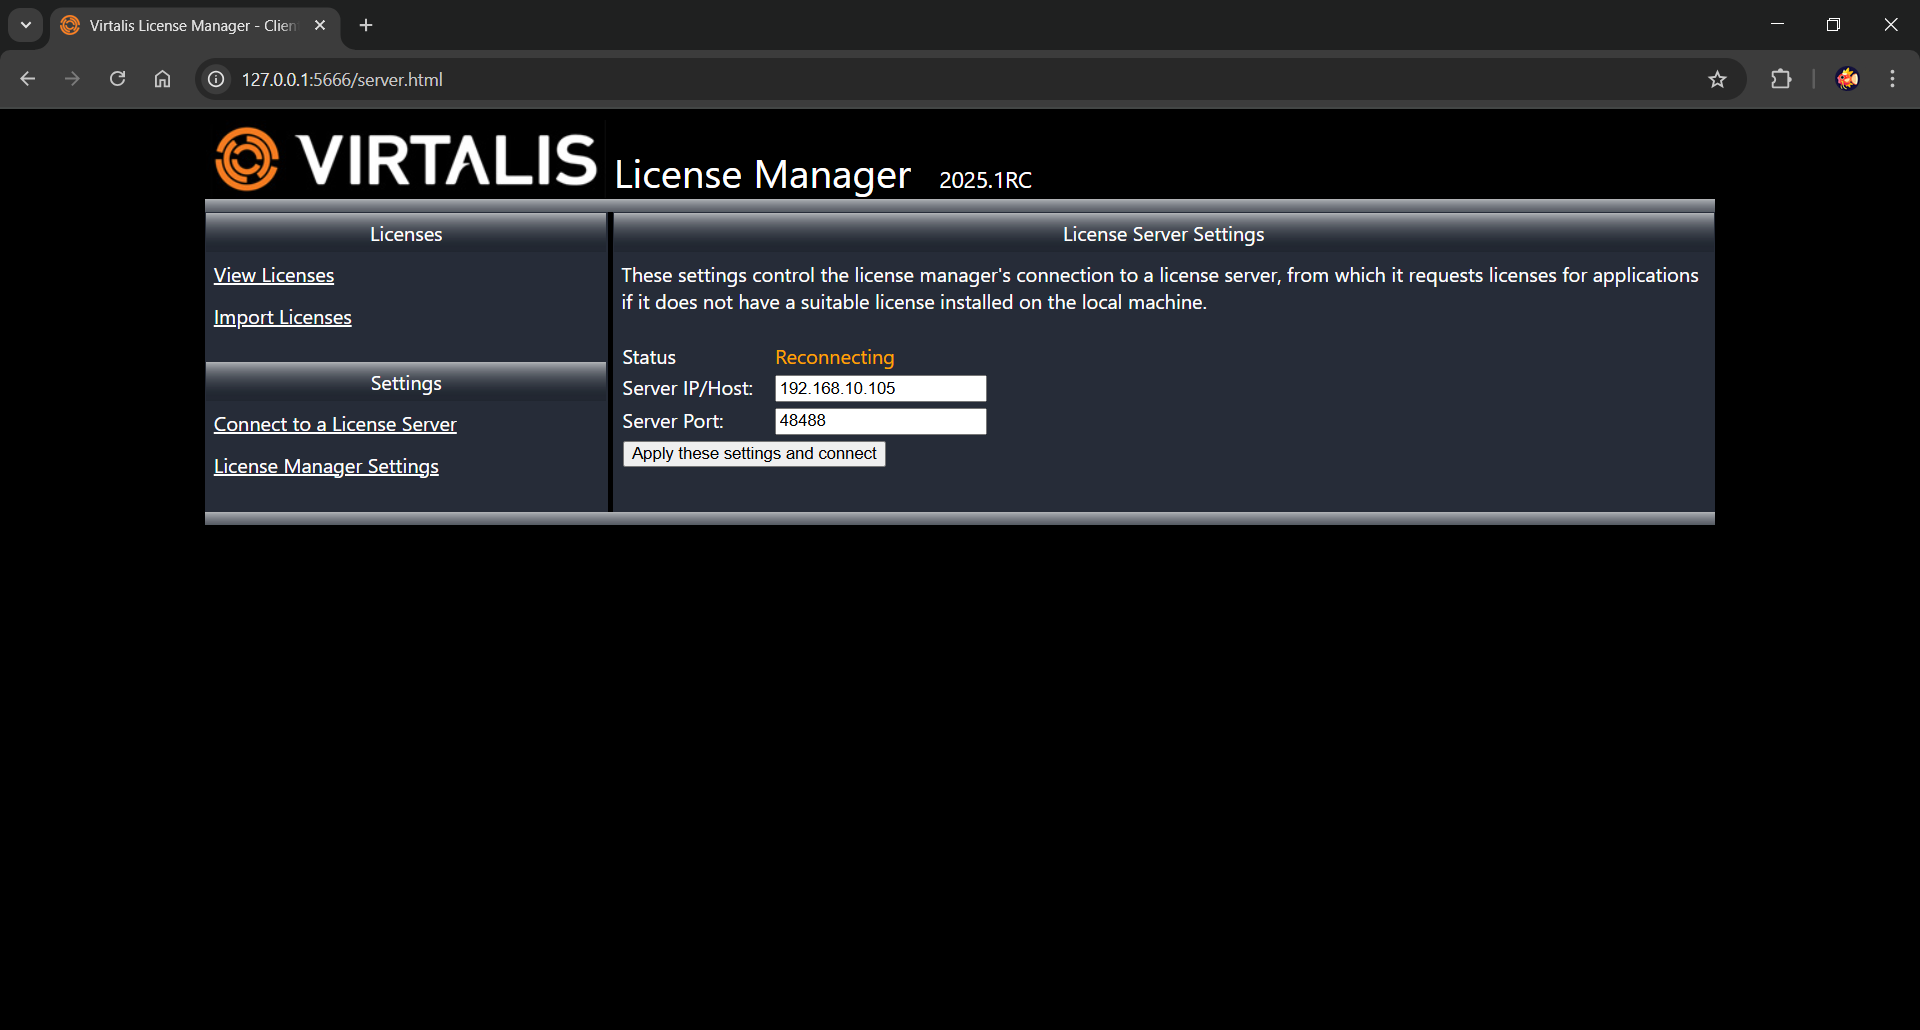 Virtalis License Manager - Clien
127.0.0.1:5666/server.html
VIRTALIS License Manager 2025.1RC
Licenses
View Licenses
Import Licenses
Settings
Connect to a License Server
License Manager Settings
License Server Settings
These settings control the license manager's connection to a license server, from which it requests licenses for applications
if it does not have a suitable license installed on the local machine.
Status Reconnecting
Server IP/Host: 192.168.10.105
Server Port: 48488
Apply these settings and connect